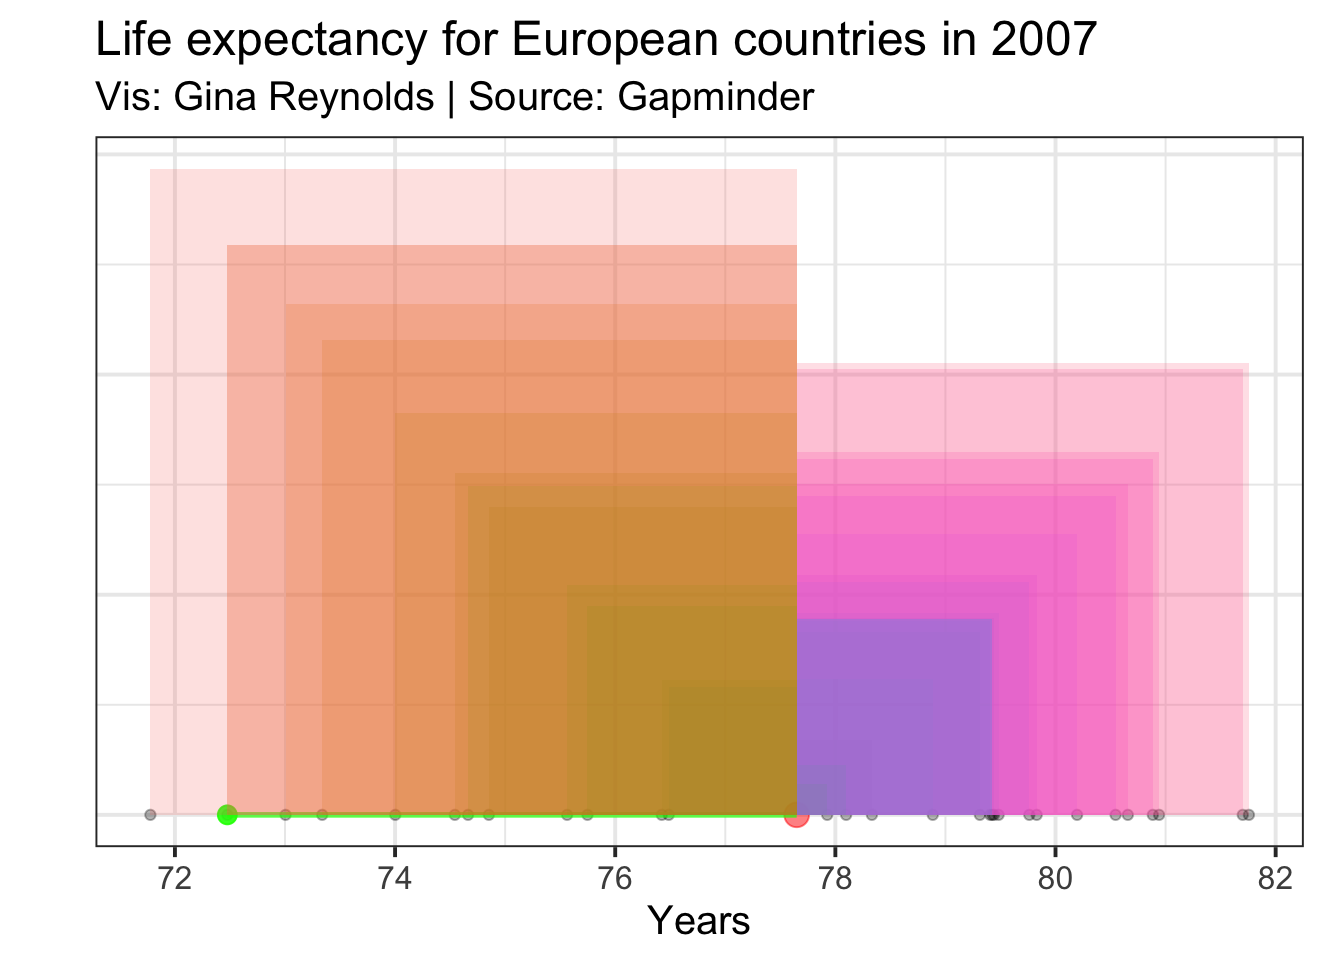 Life expectancy for European countries in 2007
Vis: Gina Reynolds | Source: Gapminder
72 74 76 78 80 82
Years